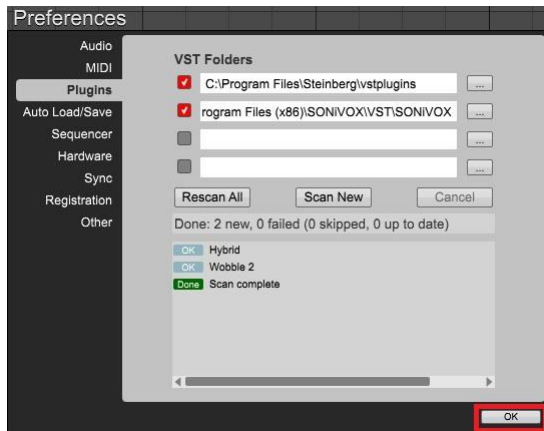 Preferences
Audio
MIDI
Plugins
Auto Load/Save
Sequencer
Hardware
Sync
Registration
Other
VST Folders
C:\Program Files\Steinberg\vstplugins
...
rogram Files (x86)\SONiVOX\VST\SONiVOX
...
...
...
Rescan All Scan New Cancel
Done: 2 new, 0 failed (0 skipped, 0 up to date)
OK Hybrid
OK Wobble 2
Done Scan complete
OK